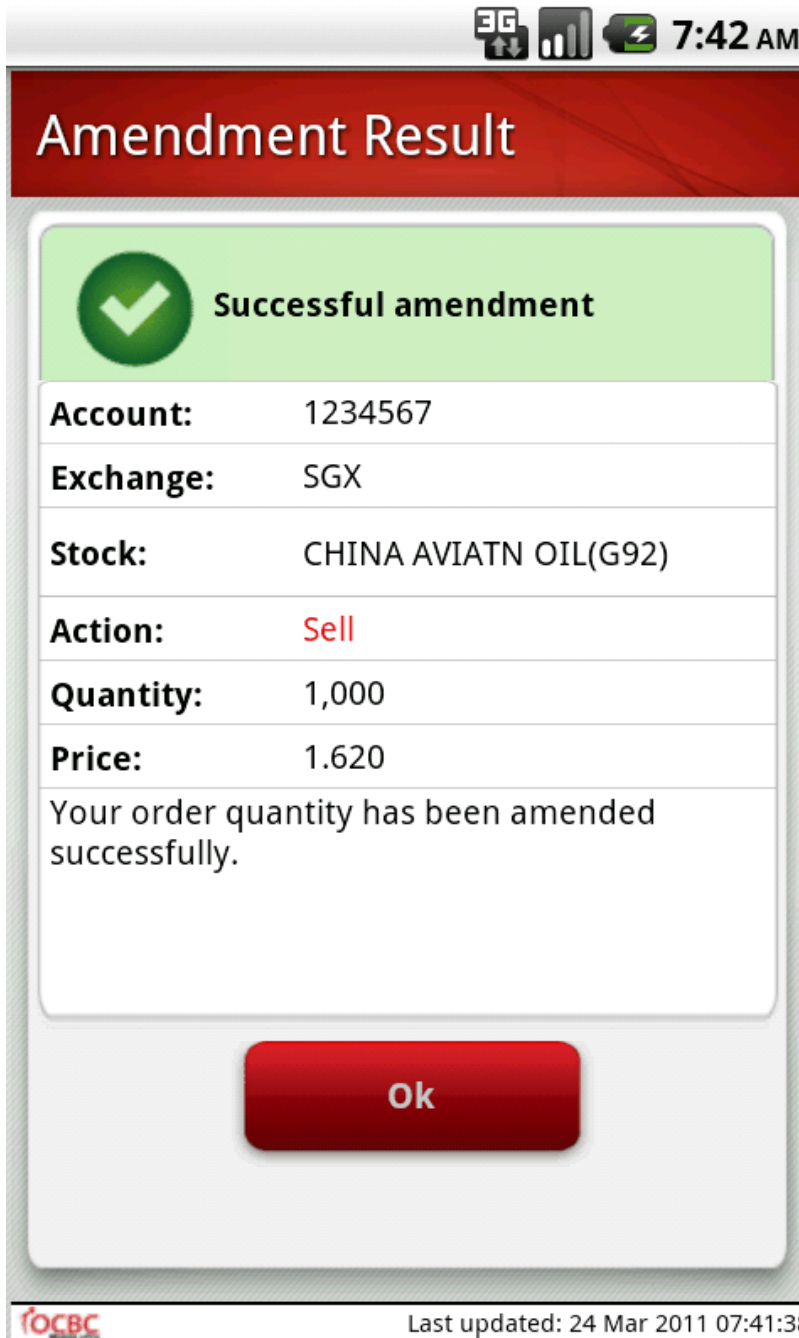 3G 7:42 AM
Amendment Result
Successful amendment
Account: 1234567
Exchange: SGX
Stock: CHINA AVIATN OIL(G92)
Action: Sell
Quantity: 1,000
Price: 1.620
Your order quantity has been amended
successfully.
Ok
OCBC Last updated: 24 Mar 2011 07:41:38